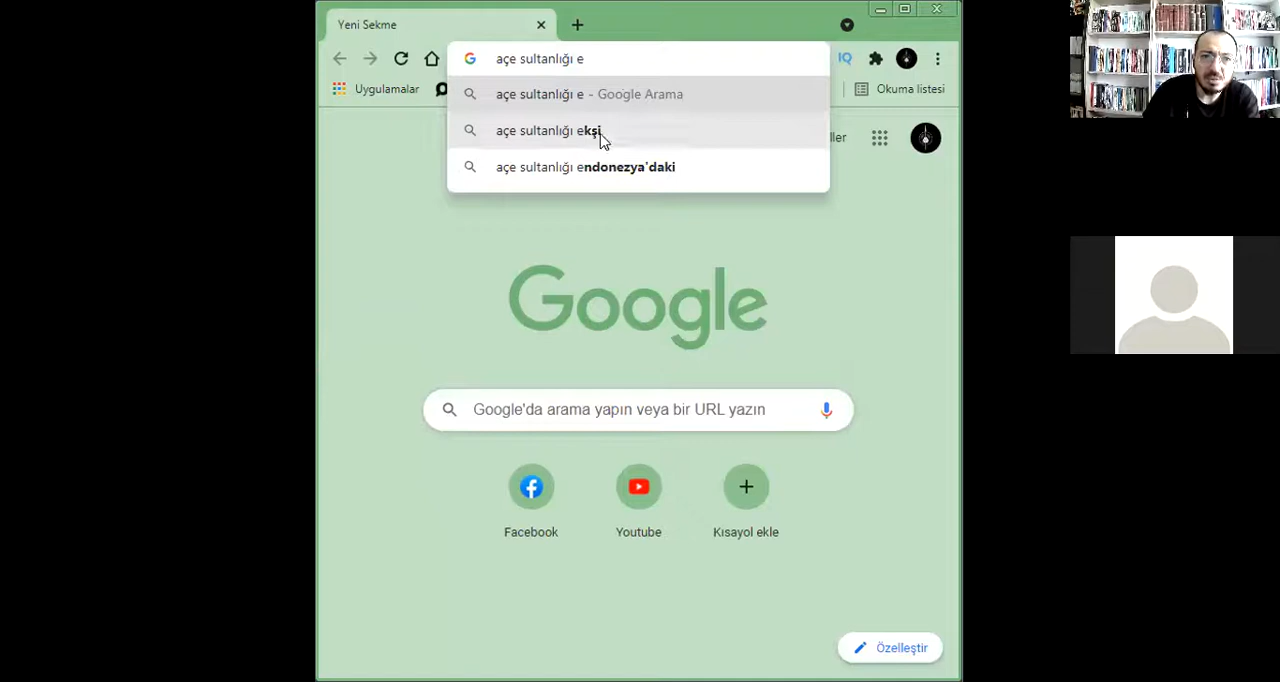 Yeni Sekme
açe sultanlığı e
IQ
Uygulamalar
Okuma listesi
açe sultanlığı e - Google Arama
açe sultanlığı ekşi
açe sultanlığı endonezya'daki
ller
Google
Google'da arama yapın veya bir URL yazın
Facebook
Youtube
Kısayol ekle
Özelleştir